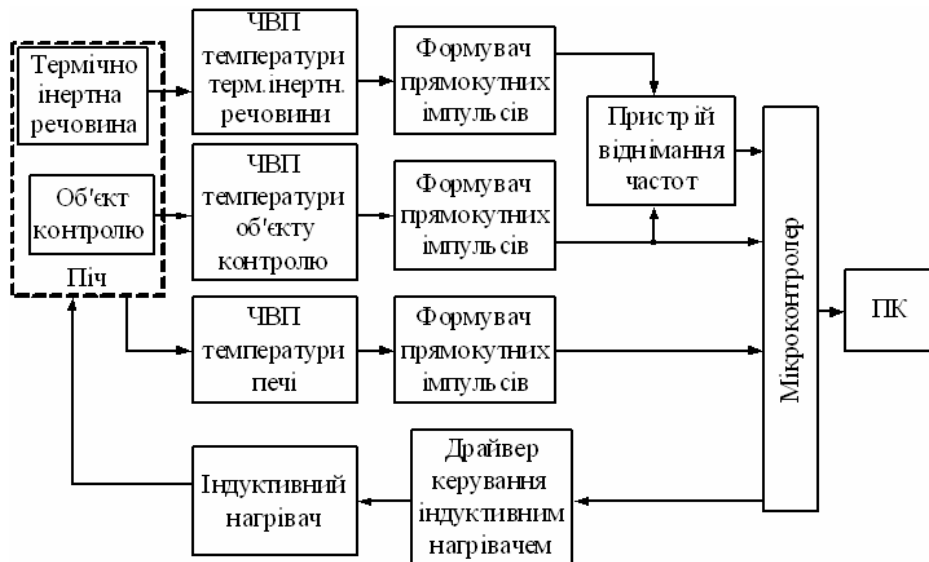 Термічно
інертна
речовина
ЧВП
температури
терм.інертн.
речовини
Формувач
прямокутних
імпульсів
Пристрій
віднімання
частот
Об'єкт
контролю
ЧВП
температури
об'єкту
контролю
Формувач
прямокутних
імпульсів
Піч
ЧВП
температури
печі
Формувач
прямокутних
імпульсів
Мікроконтролер
ПК
Індуктивний
нагрівач
Драйвер
керування
індуктивним
нагрівачем